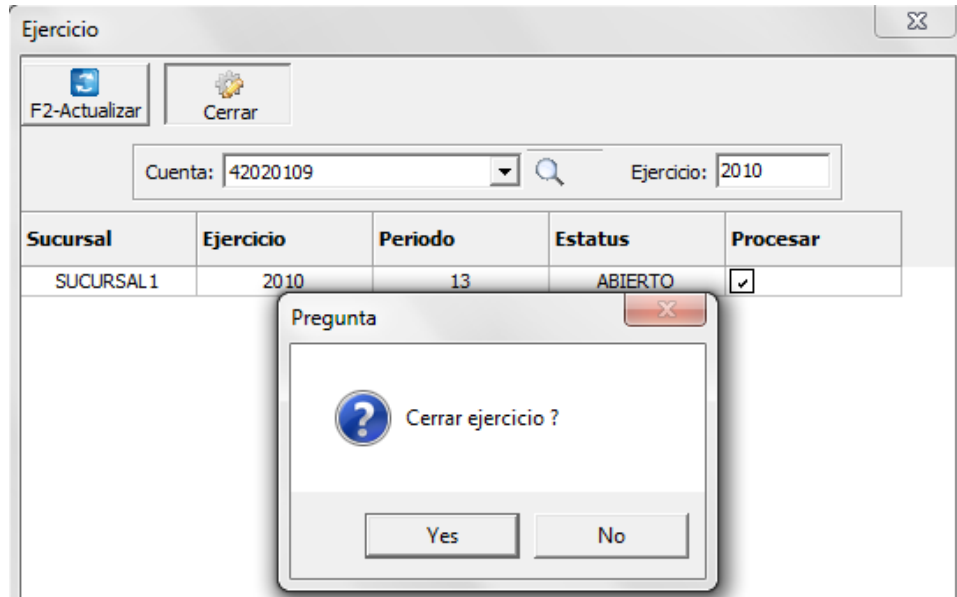 Ejercicio
F2-Actualizar Cerrar
Cuenta: 42020109 Ejercicio: 2010
Sucursal Ejercicio Periodo Estatus Procesar
SUCURSAL1 2010 13 ABIERTO
Pregunta
Cerrar ejercicio ?
Yes No